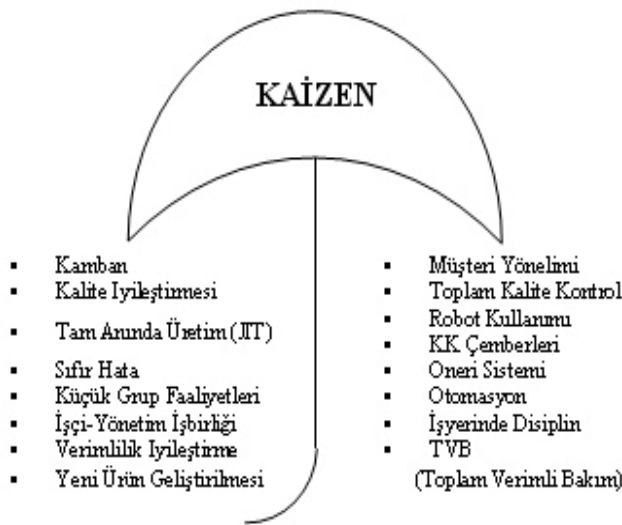 KAİZEN
▪ Kamban
▪ Kalite Iyileştirmesi
▪ Tam Anında Üretim (JIT)
▪ Sıfır Hata
▪ Küçük Grup Faaliyetleri
▪ İşçi-Yönetim İşbirliği
▪ Verimlilik Iyileştirme
▪ Yeni Ürün Geliştirilmesi
▪ Müşteri Yönelimi
▪ Toplam Kalite Kontrol
▪ Robot Kullanımı
▪ KK Çemberleri
▪ Oneri Sistemi
▪ Otomasyon
▪ İşyerinde Disiplin
▪ TVB
(Toplam Verimli Bakım)